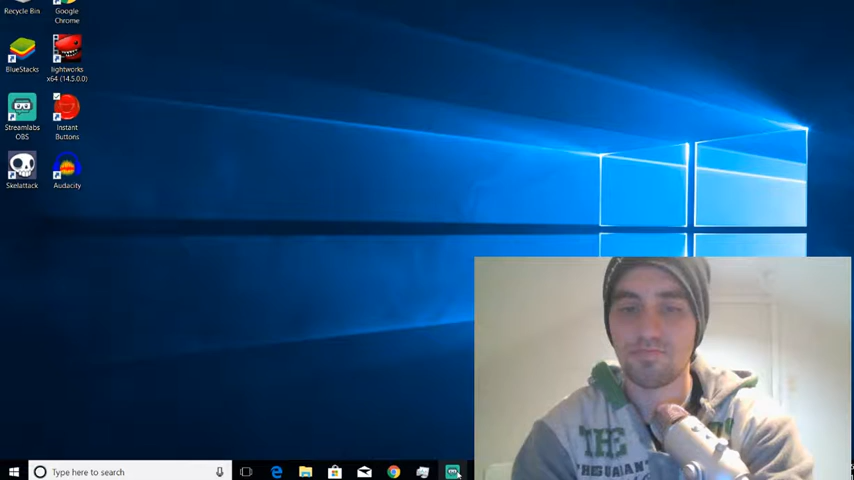 Recycle Bin
Google
Chrome
BlueStacks
lightworks
x64 (14.5.0.0)
Streamlabs
OBS
Instant
Buttons
Skelattack
Audacity
Type here to search
THE